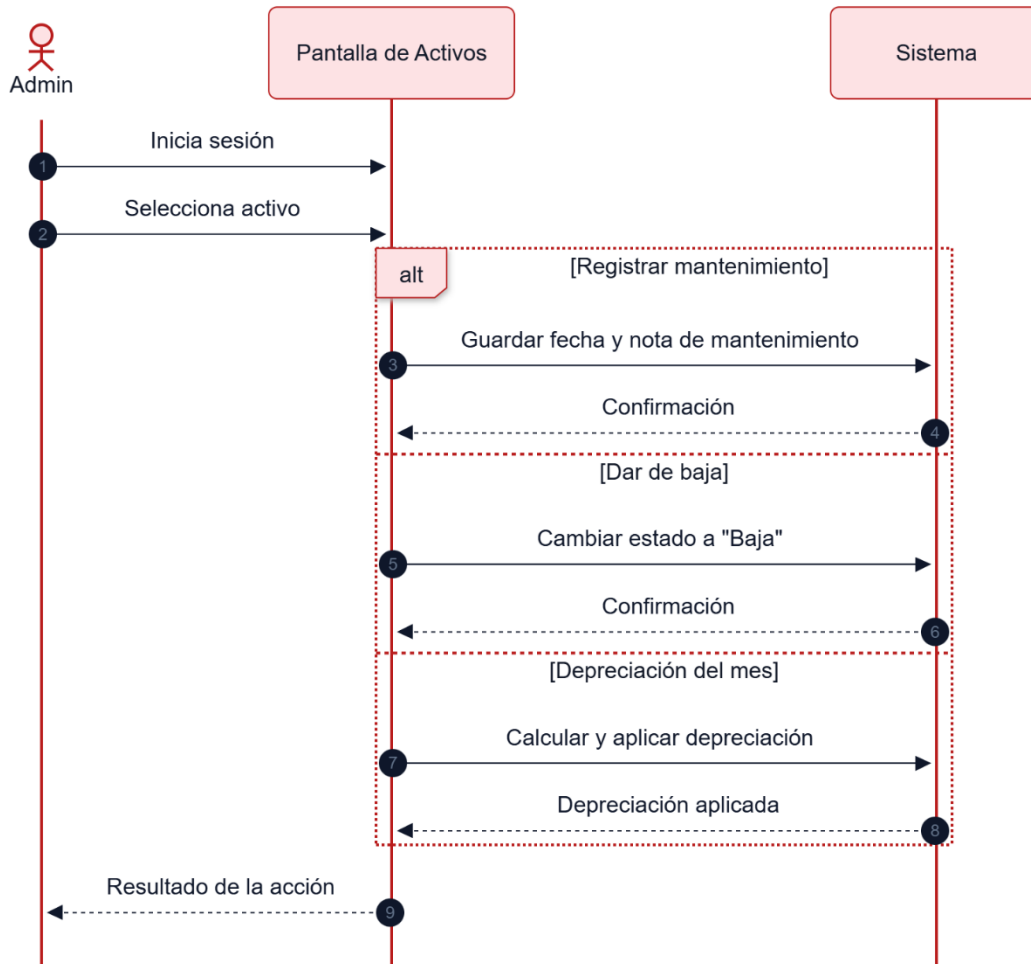 Admin
Pantalla de Activos
Sistema
Inicia sesión
1
Selecciona activo
2
alt
[Registrar mantenimiento]
Guardar fecha y nota de mantenimiento
3
Confirmación
4
[Dar de baja]
Cambiar estado a "Baja"
5
Confirmación
6
[Depreciación del mes]
Calcular y aplicar depreciación
7
Depreciación aplicada
8
Resultado de la acción
9